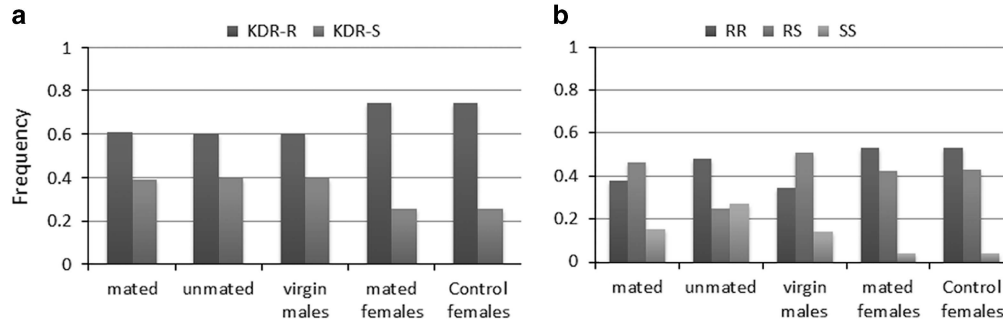 a
KDR-R KDR-S
Frequency
1
0.8
0.6
0.4
0.2
0
mated unmated virgin males mated females Control females
b
RR RS SS
1
0.8
0.6
0.4
0.2
0
mated unmated virgin males mated females Control females